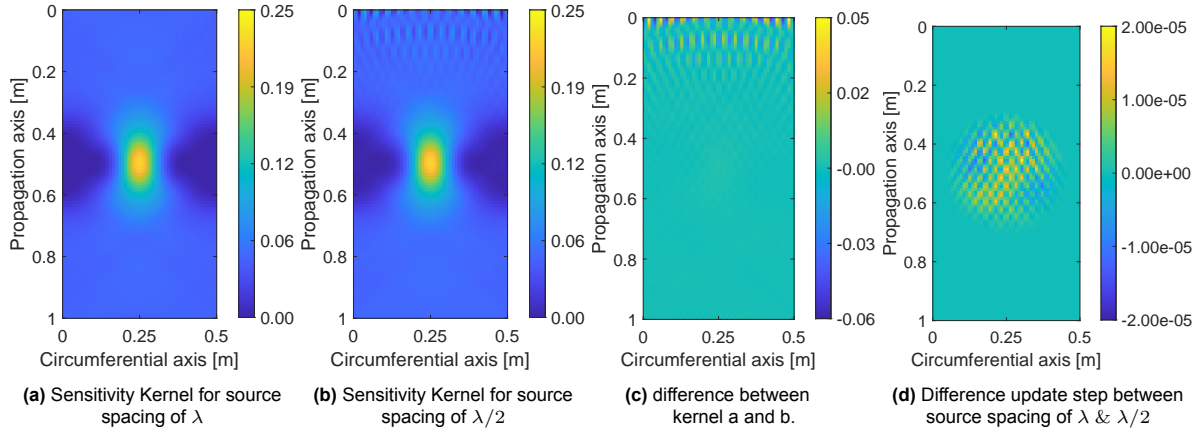 0
0.2
0.4
0.6
0.8
1
Propagation axis [m]
0
0.25
0.5
Circumferential axis [m]
0.25
0.19
0.12
0.06
0.00
(a) Sensitivity Kernel for source
spacing of λ
0
0.2
0.4
0.6
0.8
1
Propagation axis [m]
0
0.25
0.5
Circumferential axis [m]
0.25
0.19
0.12
0.06
0.00
(b) Sensitivity Kernel for source
spacing of λ/2
0
0.2
0.4
0.6
0.8
1
Propagation axis [m]
0
0.25
0.5
Circumferential axis [m]
0.05
0.02
-0.00
-0.03
-0.06
(c) difference between
kernel a and b.
0
0.2
0.4
0.6
0.8
1
Propagation axis [m]
0
0.25
0.5
Circumferential axis [m]
2.00e-05
1.00e-05
0.00e+00
-1.00e-05
-2.00e-05
(d) Difference update step between
source spacing of λ & λ/2